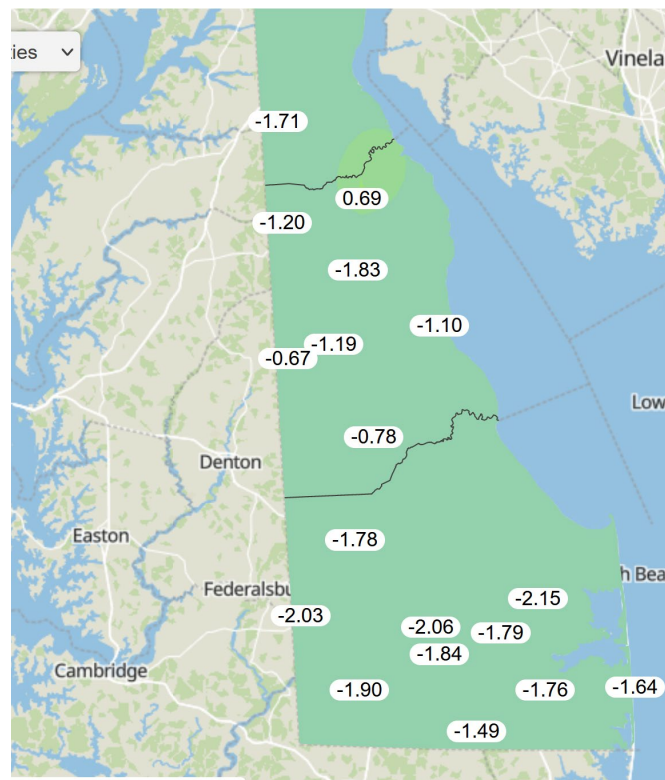 ties
Vinela
-1.71
0.69
-1.20
-1.83
-1.10
-1.19
-0.67
Low
-0.78
Denton
Easton
-1.78
h Bea
Federalsbu
-2.15
-2.03
-2.06
-1.79
-1.84
Cambridge
-1.90
-1.76
-1.64
-1.49